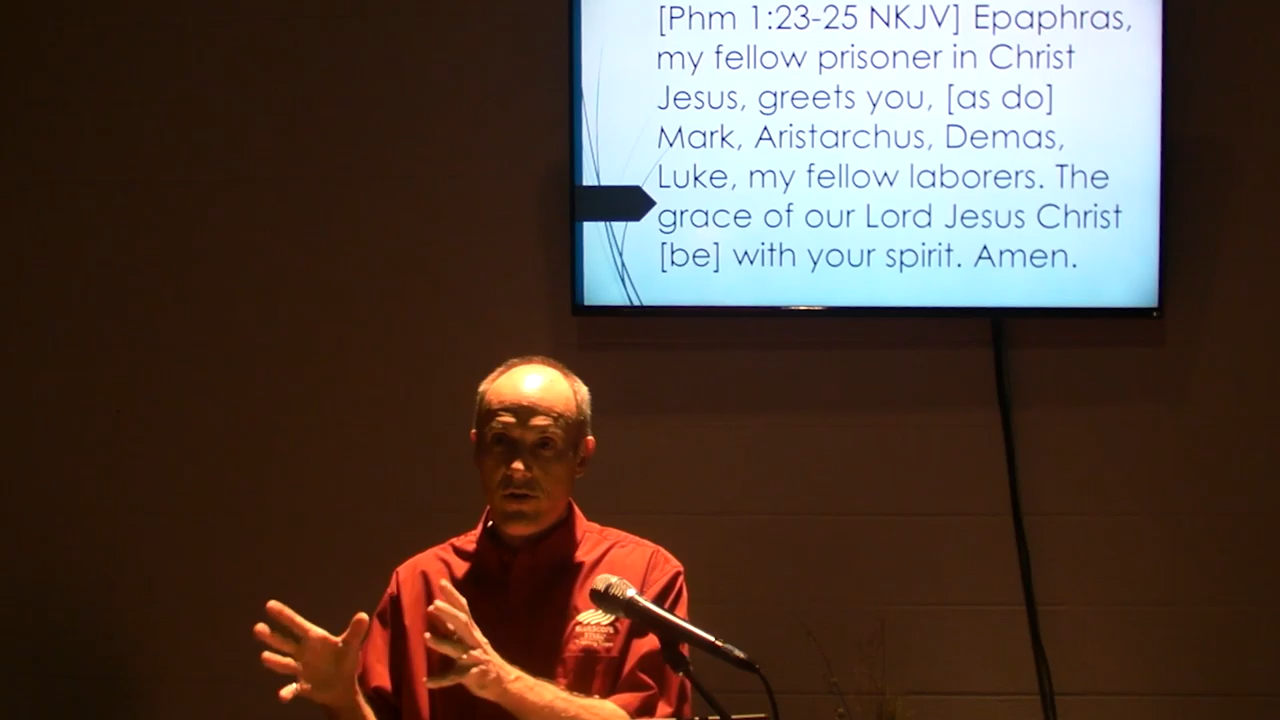 [Phm 1:23-25 NKJV] Epaphras,
my fellow prisoner in Christ
Jesus, greets you, [as do]
Mark, Aristarchus, Demas,
Luke, my fellow laborers. The
grace of our Lord Jesus Christ
[be] with your spirit. Amen.